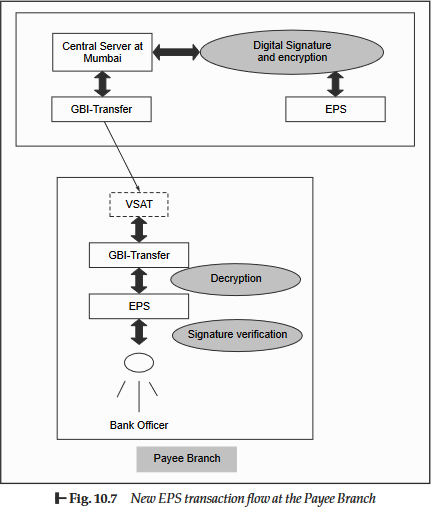 Central Server at
Mumbai
Digital Signature
and encryption
GBI-Transfer
EPS
VSAT
GBI-Transfer
Decryption
EPS
Signature verification
Bank Officer
Payee Branch
Fig. 10.7 New EPS transaction flow at the Payee Branch